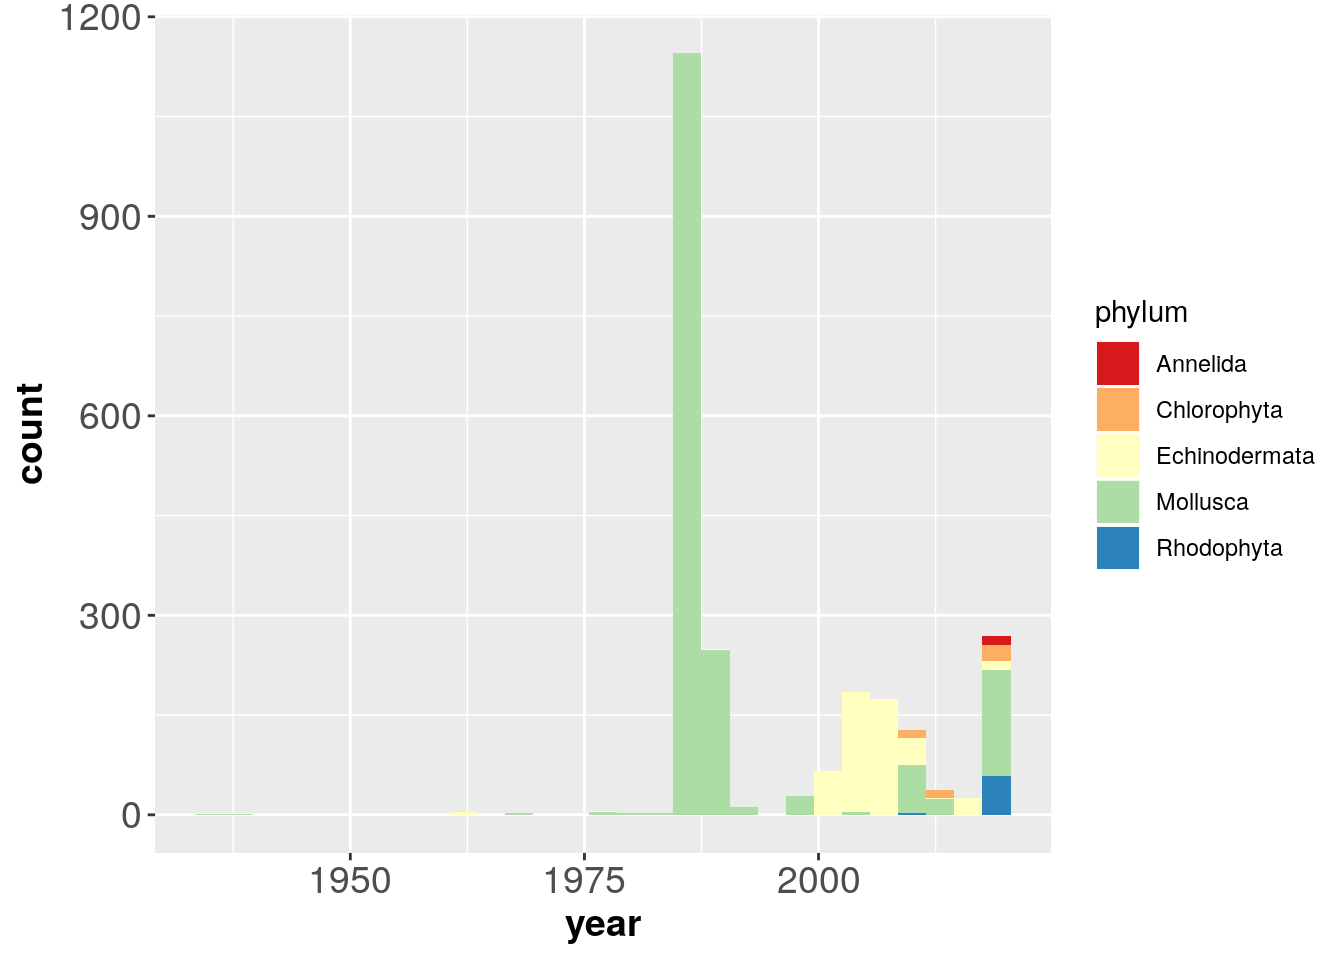 1200
900
600
300
0
count
1950 1975 2000
year
phylum
Annelida
Chlorophyta
Echinodermata
Mollusca
Rhodophyta